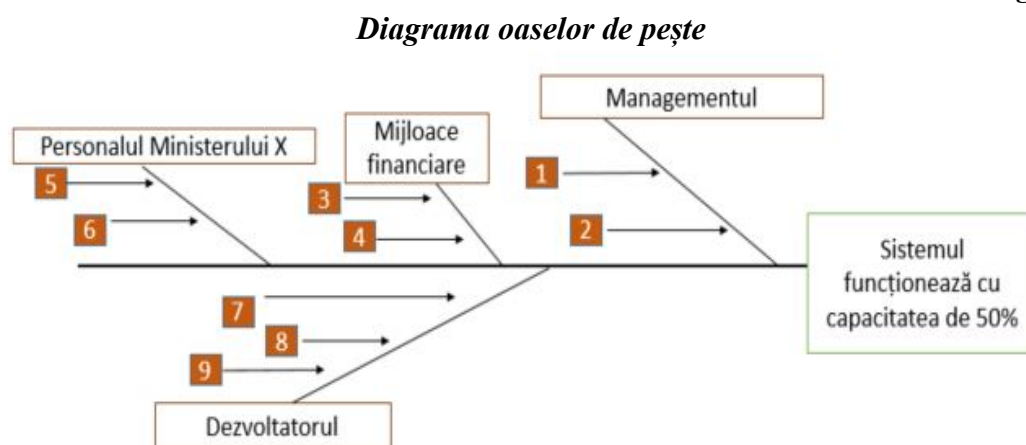 Diagrama oaselor de pește
Managementul
Mijloace
financiare
Personalul Ministerului X
1
5
3
6
4
2
Sistemul
funcționează cu
capacitatea de 50%
7
8
9
Dezvoltatorul